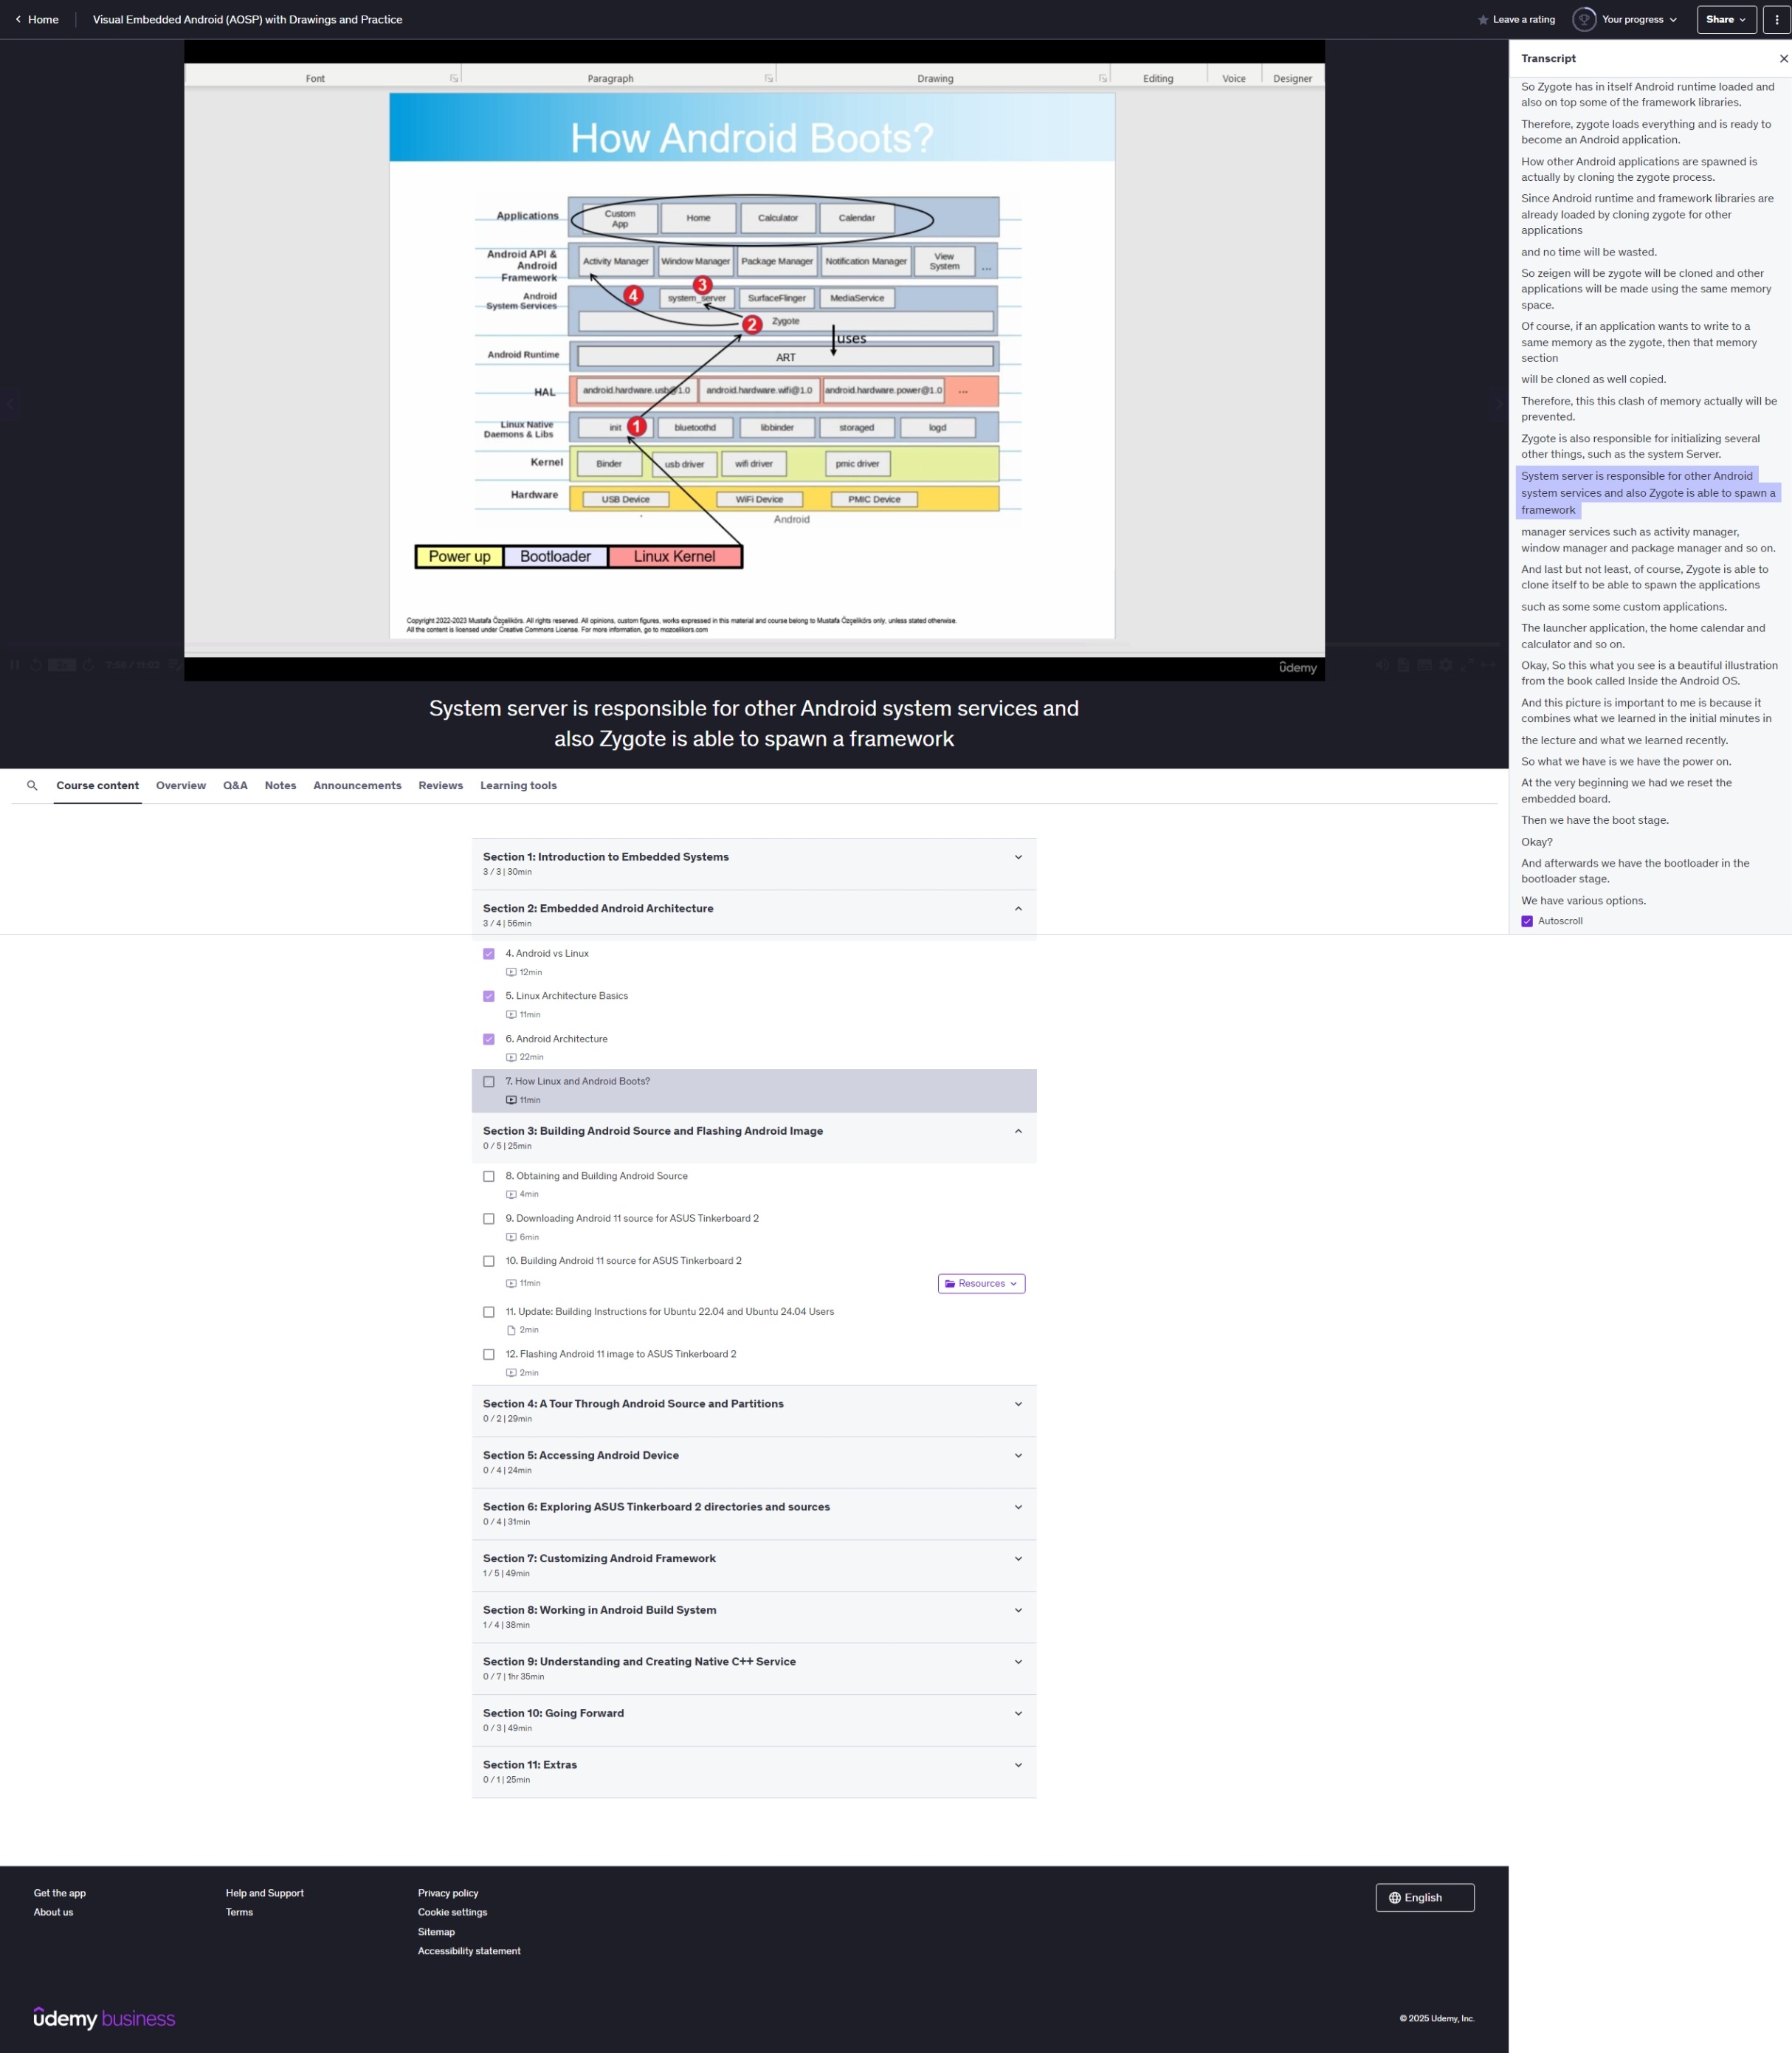 Home
Visual Embedded Android (AOSP) with Drawings and Practice
Leave a rating
Your progress
Share
Font
Paragraph
Drawing
Editing
Voice
Designer
How Android Boots?
Applications
Custom App
Home
Calculator
Calendar
Android API & Android Framework
Activity Manager
Window Manager
Package Manager
Notification Manager
View System
...
Android System Services
4
3
system_server
SurfaceFlinger
MediaService
2
Zygote
uses
Android Runtime
ART
HAL
android.hardware.usb@1.0
android.hardware.wifi@1.0
android.hardware.power@1.0
...
Linux Native Daemons & Libs
init
1
bluetoothd
libbinder
storaged
logd
Kernel
Binder
usb driver
wifi driver
pmic driver
Hardware
USB Device
WiFi Device
PMIC Device
Android
Power up
Bootloader
Linux Kernel
Copyright 2022-2023 Mustafa Özçelikörs. All rights reserved. All opinions, custom figures, works expressed in this material and course belong to Mustafa Özçelikörs only, unless stated otherwise.
All the content is licensed under Creative Commons License. For more information, go to mozcelikors.com
7:59 / 11:03
udemy
System server is responsible for other Android system services and
also Zygote is able to spawn a framework
Transcript
So Zygote has in itself Android runtime loaded and
also on top some of the framework libraries.
Therefore, zygote loads everything and is ready to
become an Android application.
How other Android applications are spawned is
actually by cloning the zygote process.
Since Android runtime and framework libraries are
already loaded by cloning zygote for other
applications
and no time will be wasted.
So zeigen will be zygote will be cloned and other
applications will be made using the same memory
space.
Of course, if an application wants to write to a
same memory as the zygote, then that memory
section
will be cloned as well copied.
Therefore, this this clash of memory actually will be
prevented.
Zygote is also responsible for initializing several
other things, such as the system Server.
System server is responsible for other Android
system services and also Zygote is able to spawn a
framework
manager services such as activity manager,
window manager and package manager and so on.
And last but not least, of course, Zygote is able to
clone itself to be able to spawn the applications
such as some some custom applications.
The launcher application, the home calendar and
calculator and so on.
Okay, So this what you see is a beautiful illustration
from the book called Inside the Android OS.
And this picture is important to me is because it
combines what we learned in the initial minutes in
the lecture and what we learned recently.
So what we have is we have the power on.
At the very beginning we had we reset the
embedded board.
Then we have the boot stage.
Okay?
And afterwards we have the bootloader in the
bootloader stage.
We have various options.
Autoscroll
Course content
Overview
Q&A
Notes
Announcements
Reviews
Learning tools
Section 1: Introduction to Embedded Systems
3 / 3 | 30min
Section 2: Embedded Android Architecture
3 / 4 | 56min
4. Android vs Linux
12min
5. Linux Architecture Basics
11min
6. Android Architecture
22min
7. How Linux and Android Boots?
11min
Section 3: Building Android Source and Flashing Android Image
0 / 5 | 25min
8. Obtaining and Building Android Source
4min
9. Downloading Android 11 source for ASUS Tinkerboard 2
6min
10. Building Android 11 source for ASUS Tinkerboard 2
11min
Resources
11. Update: Building Instructions for Ubuntu 22.04 and Ubuntu 24.04 Users
2min
12. Flashing Android 11 image to ASUS Tinkerboard 2
2min
Section 4: A Tour Through Android Source and Partitions
0 / 2 | 29min
Section 5: Accessing Android Device
0 / 4 | 24min
Section 6: Exploring ASUS Tinkerboard 2 directories and sources
0 / 4 | 31min
Section 7: Customizing Android Framework
1 / 5 | 49min
Section 8: Working in Android Build System
1 / 4 | 38min
Section 9: Understanding and Creating Native C++ Service
0 / 7 | 1hr 35min
Section 10: Going Forward
0 / 3 | 49min
Section 11: Extras
0 / 1 | 25min
Get the app
About us
Help and Support
Terms
Privacy policy
Cookie settings
Sitemap
Accessibility statement
English
udemy business
© 2025 Udemy, Inc.